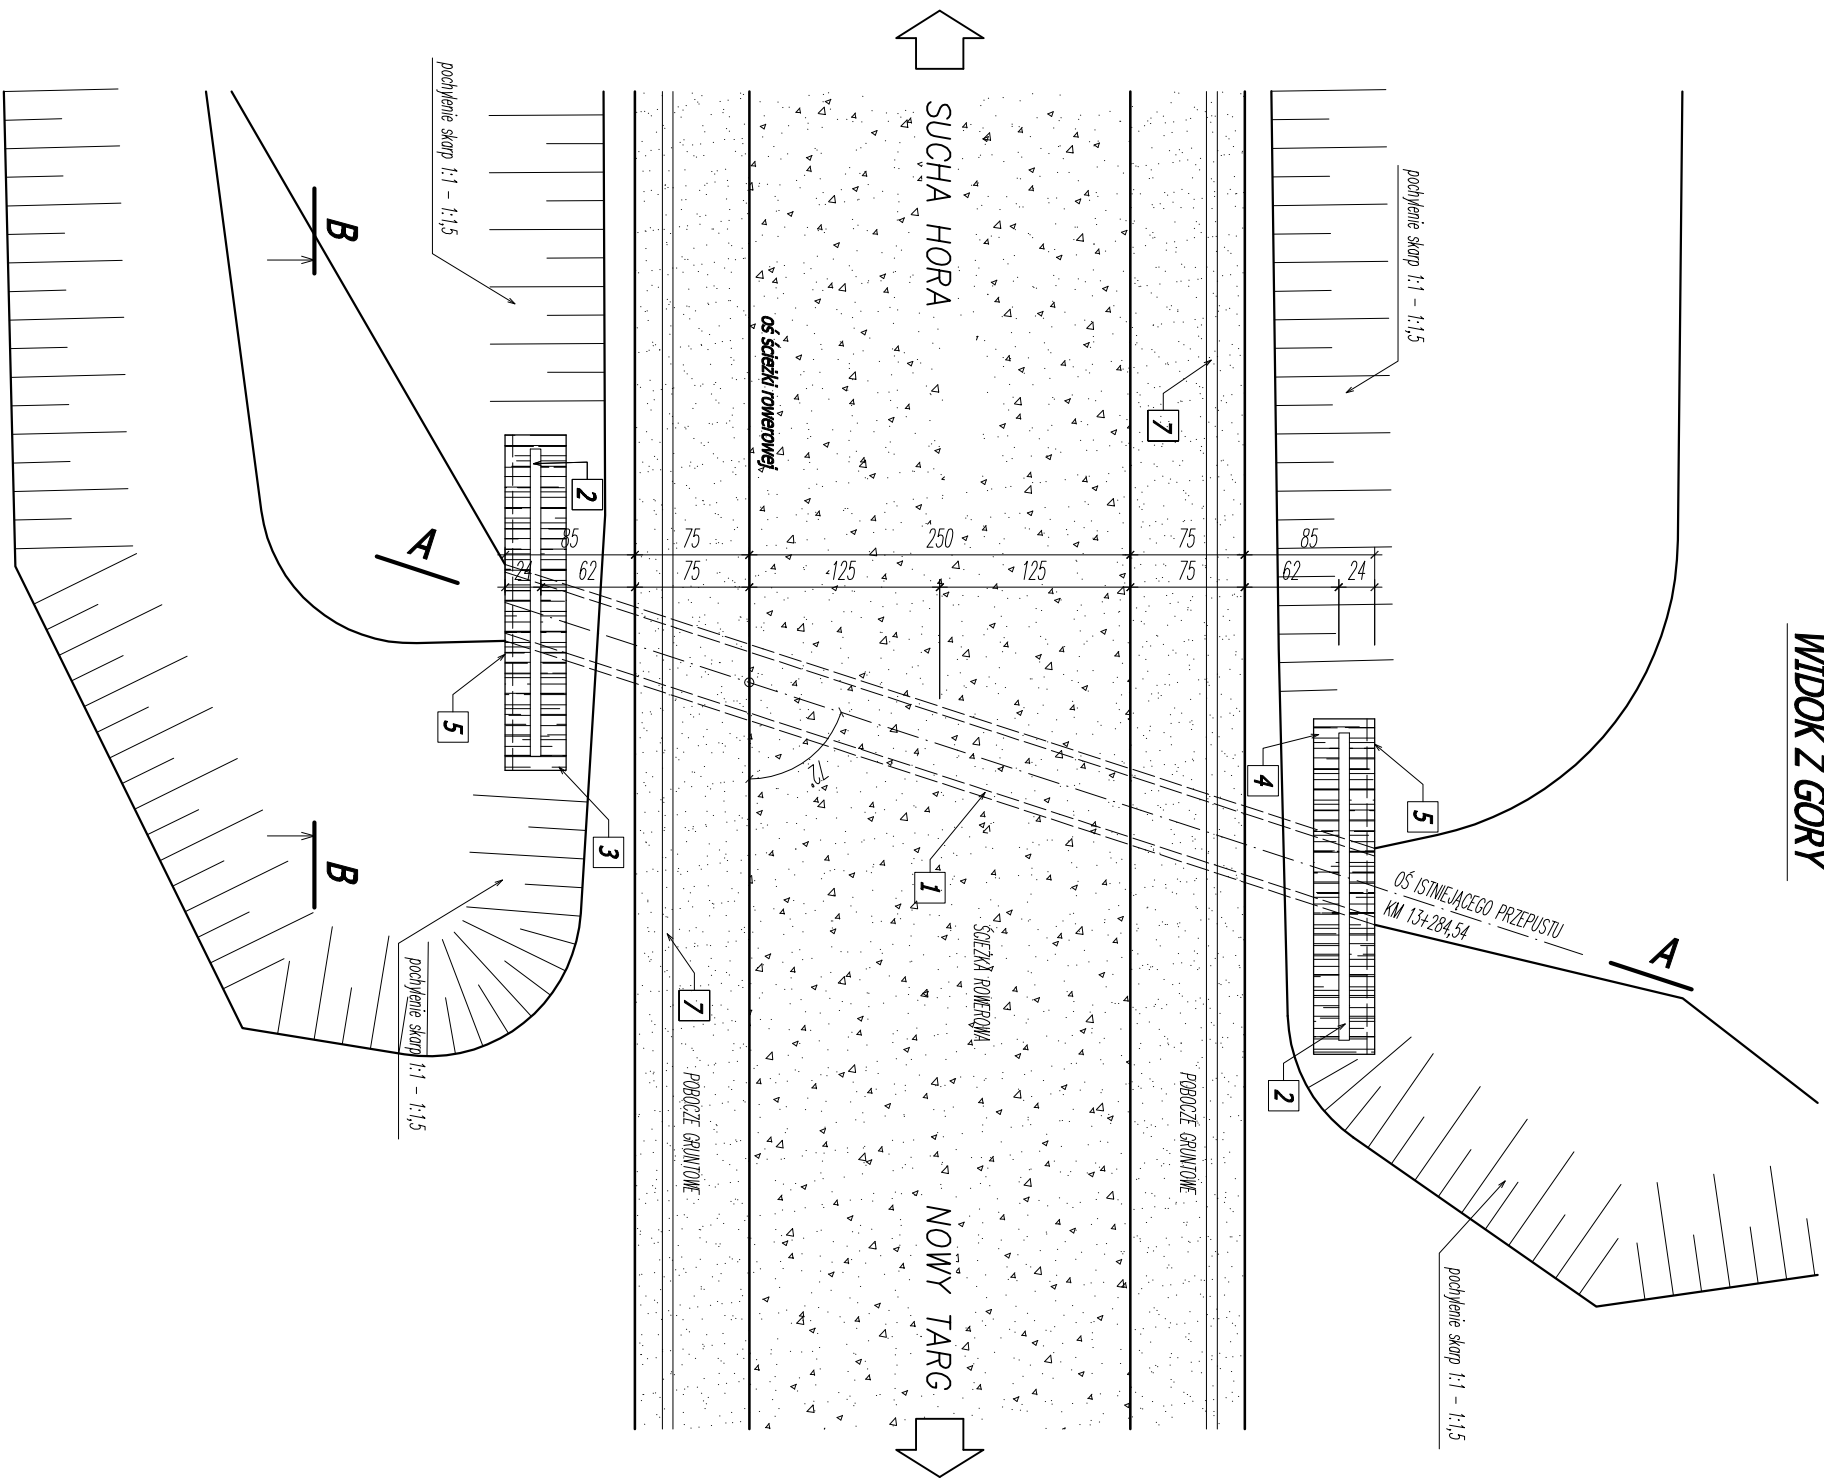 WIDOK Z GÓRY
SUCHA HORA
NOWY TARG
pochylenie skarp 1:1 - 1:1,5
pochylenie skarp 1:1 - 1:1,5
pochylenie skarp 1:1 - 1:1,5
pochylenie skarp 1:1 - 1:1,5
oś ścieżki rowerowej
B
B
A
A
7
2
85
75
250
75
85
24
62
75
125
125
75
62
24
72°
5
4
5
3
1
7
2
OŚ ISTNIEJĄCEGO PRZEPUSTU
KM 13+284,54
ŚCIEŻKA ROWEROWA
POBOCZE GRUNTOWE
POBOCZE GRUNTOWE